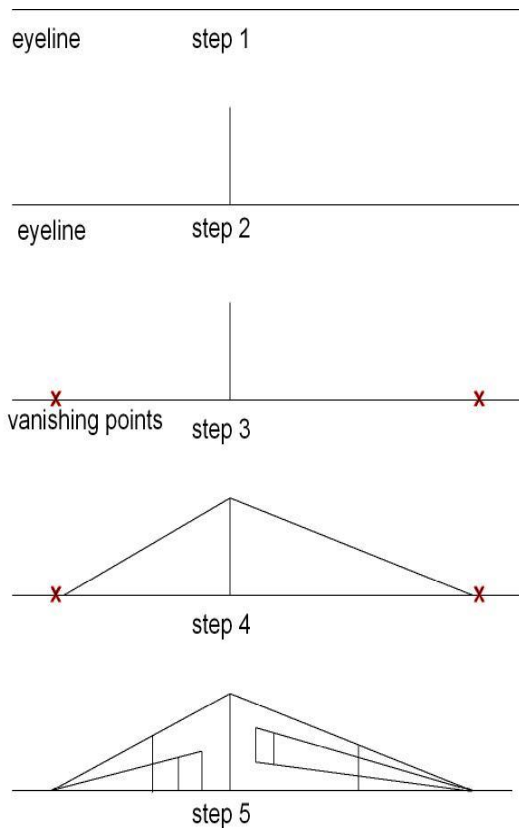 eyeline step 1
eyeline step 2
X X
vanishing points step 3
X X
step 4
step 5